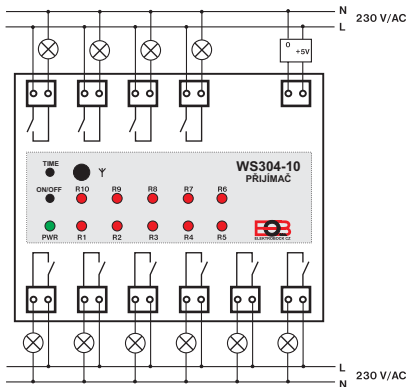 N
L
230 V/AC
0
+5V
TIME
WS304-10
PŘIJÍMAČ
ON/OFF R10 R9 R8 R7 R6
PWR R1 R2 R3 R4 R5
EOB
ELEKTROBOCK CZ
L
N
230 V/AC